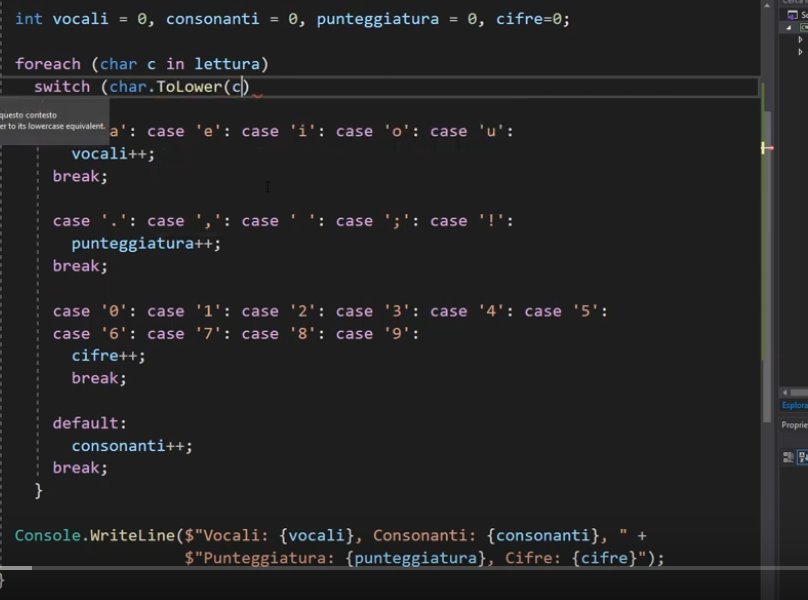 int vocali = 0, consonanti = 0, punteggiatura = 0, cifre=0;
foreach (char c in lettura)
switch (char.ToLower(c)
questo contesto
er to its lowercase equivalent.
a': case 'e': case 'i': case 'o': case 'u':
vocali++;
break;
case '.': case ',': case ' ': case ';': case '!':
punteggiatura++;
break;
case '0': case '1': case '2': case '3': case '4': case '5':
case '6': case '7': case '8': case '9':
cifre++;
break;
default:
consonanti++;
break;
}
Console.WriteLine($"Vocali: {vocali}, Consonanti: {consonanti}, " +
$"Punteggiatura: {punteggiatura}, Cifre: {cifre}");
}
Esplora
Proprie